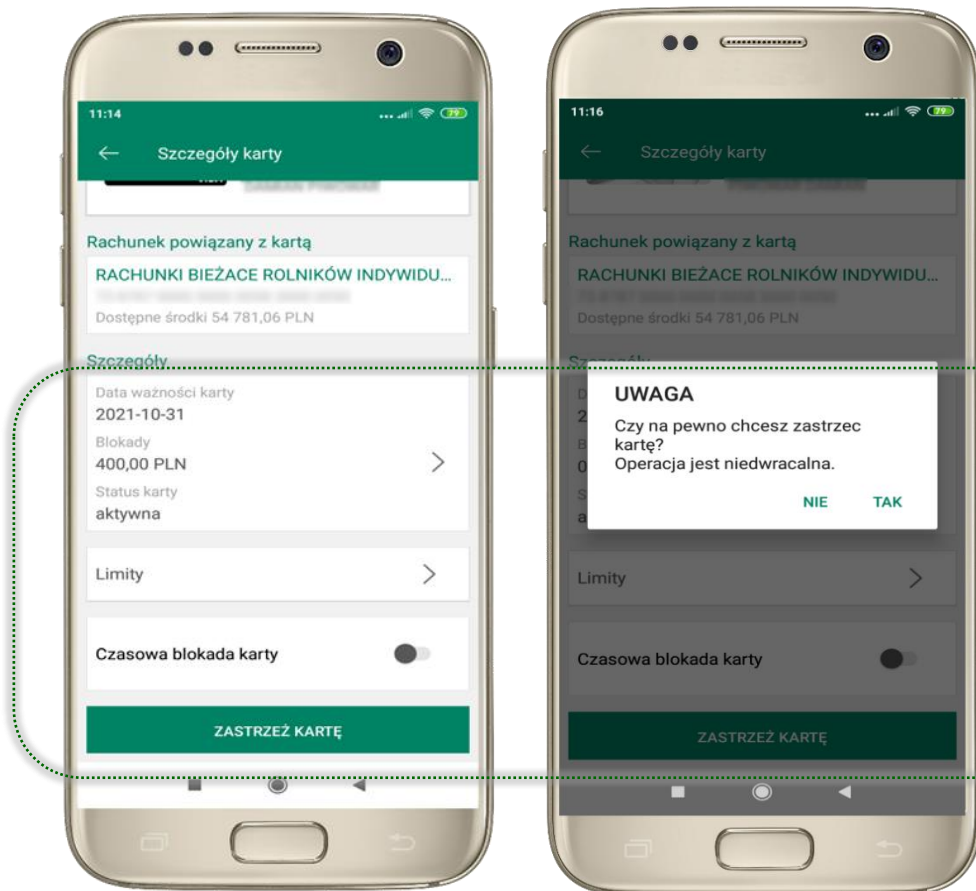 11:14
79
Szczegóły karty
Rachunek powiązany z kartą
RACHUNKI BIEŻACE ROLNIKÓW INDYWIDU...
Dostępne środki 54 781,06 PLN
Szczegóły
Data ważności karty
2021-10-31
Blokady
400,00 PLN
Status karty
aktywna
Limity
Czasowa blokada karty
ZASTRZEŻ KARTĘ
11:16
79
Szczegóły karty
Rachunek powiązany z kartą
RACHUNKI BIEŻACE ROLNIKÓW INDYWIDU...
Dostępne środki 54 781,06 PLN
Szczegóły
UWAGA
Czy na pewno chcesz zastrzec
kartę?
Operacja jest niedwracalna.
NIE TAK
Limity
Czasowa blokada karty
ZASTRZEŻ KARTĘ